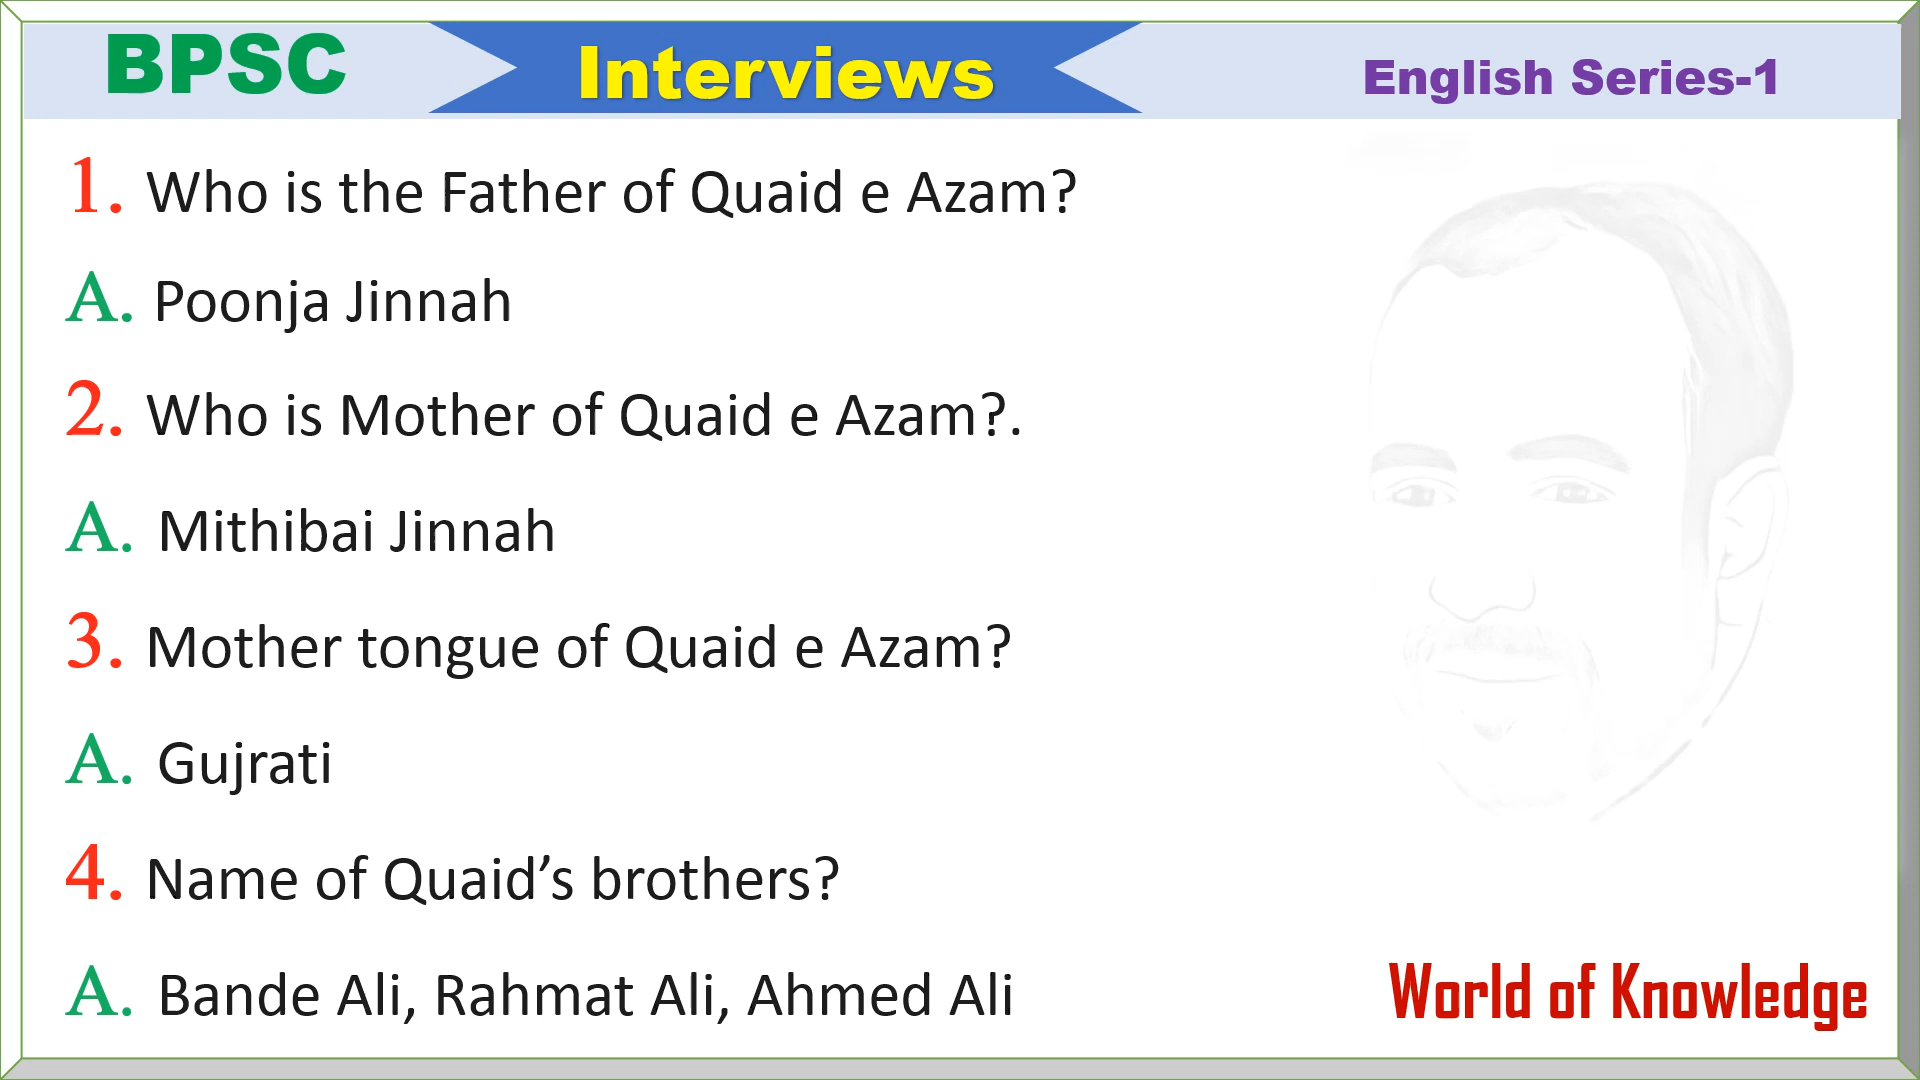 BPSC
Interviews
English Series-1
1. Who is the Father of Quaid e Azam?
A. Poonja Jinnah
2. Who is Mother of Quaid e Azam?.
A. Mithibai Jinnah
3. Mother tongue of Quaid e Azam?
A. Gujrati
4. Name of Quaid’s brothers?
A. Bande Ali, Rahmat Ali, Ahmed Ali
World of Knowledge